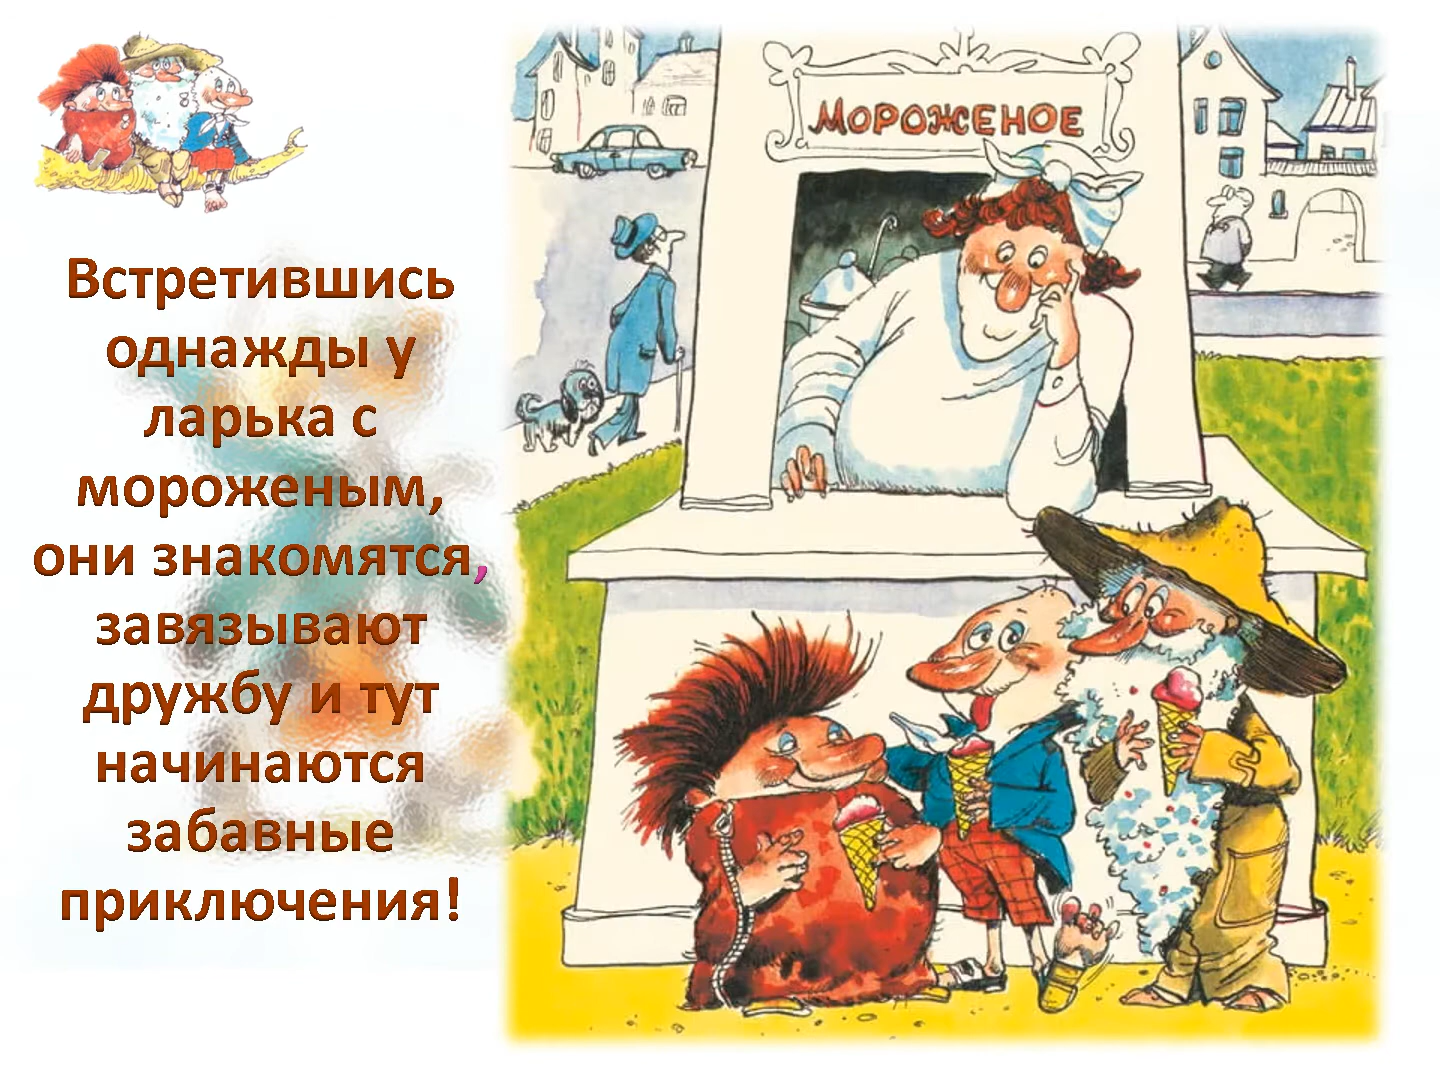 Встретившись
однажды у
ларька с
мороженым,
они знакомятся,
завязывают
дружбу и тут
начинаются
забавные
приключения!
МОРОЖЕНОЕ